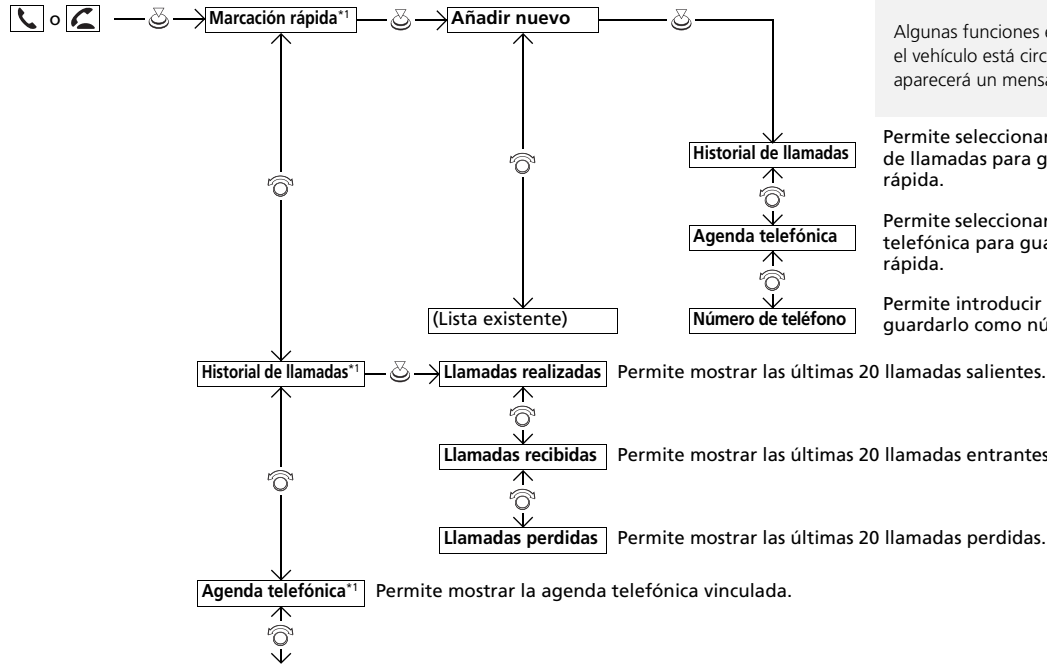 o Marcación rápida*1 Añadir nuevo
Algunas funciones
el vehículo está
aparecerá un
Historial de llamadas
Permite seleccionar
de llamadas para
rápida.
Agenda telefónica
Permite seleccionar
telefónica para
rápida.
(Lista existente)
Número de teléfono
Permite introducir
guardarlo como
Historial de llamadas*1
Llamadas realizadas Permite mostrar las últimas 20 llamadas salientes.
Llamadas recibidas Permite mostrar las últimas 20 llamadas entrantes
Llamadas perdidas Permite mostrar las últimas 20 llamadas perdidas.
Agenda telefónica*1 Permite mostrar la agenda telefónica vinculada.